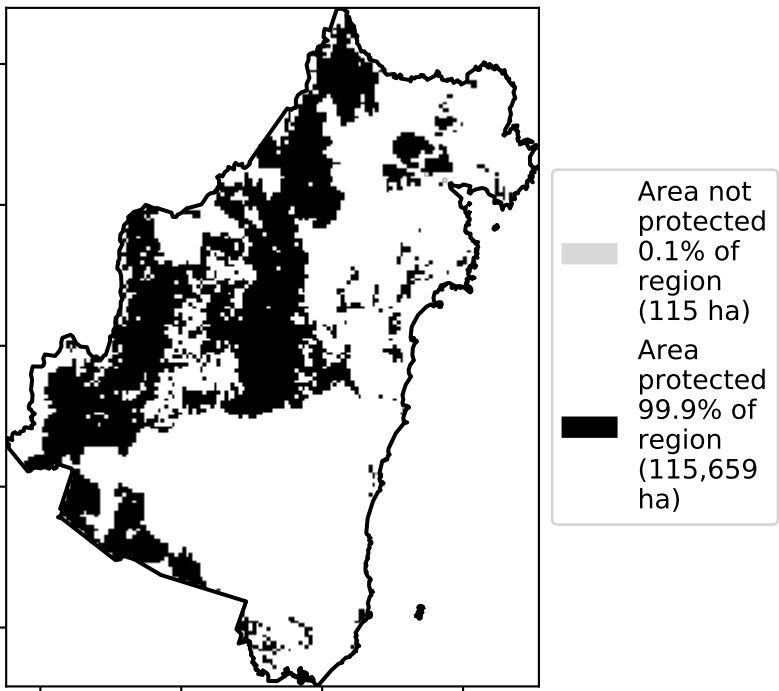 Area not
protected
0.1% of
region
(115 ha)
Area
protected
99.9% of
region
(115,659
ha)